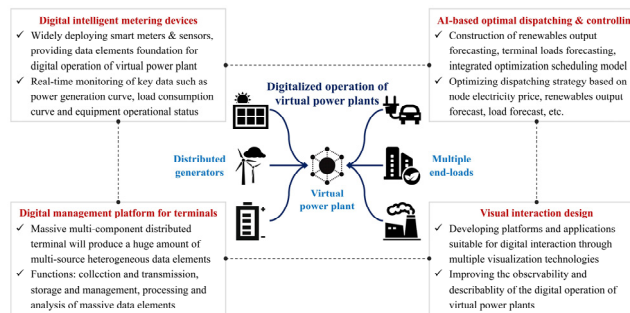 Digital intelligent metering devices
✓ Widely deploying smart meters & sensors,
providing data elements foundation for
digital operation of virtual power plant
✓ Real-time monitoring of key data such as
power generation curve, load consumption
curve and equipment operational status
AI-based optimal dispatching & controlling
✓ Construction of renewables output
forecasting, terminal loads forecasting,
integrated optimization scheduling model
✓ Optimizing dispatching strategy based on
node electricity price, renewables output
forecast, load forecast, etc.
Digitalized operation of
virtual power plants
Distributed
generators
Virtual
power plant
Multiple
end-loads
Digital management platform for terminals
✓ Massive multi-component distributed
terminal will produce a huge amount of
multi-source heterogeneous data elements
✓ Functions: collection and transmission,
storage and management, processing and
analysis of massive data elements
Visual interaction design
✓ Developing platforms and applications
suitable for digital interaction through
multiple visualization technologies
✓ Improving the obscrvability and
describablity of the digital operation of
virtual power plants